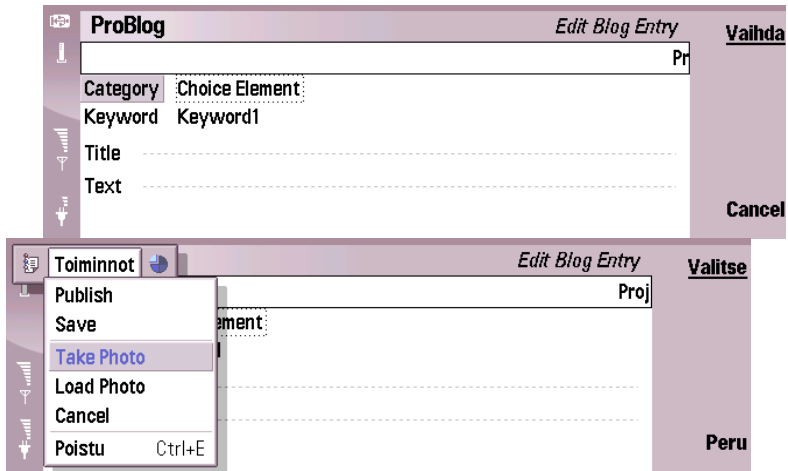 ProBlog Edit Blog Entry Vaihda
Pr
Category Choice Element
Keyword Keyword1
Title
Text
Cancel
Toiminnot Edit Blog Entry Valitse
Publish Proj
Save ement
Take Photo
Load Photo
Cancel
Poistu Ctrl+E Peru